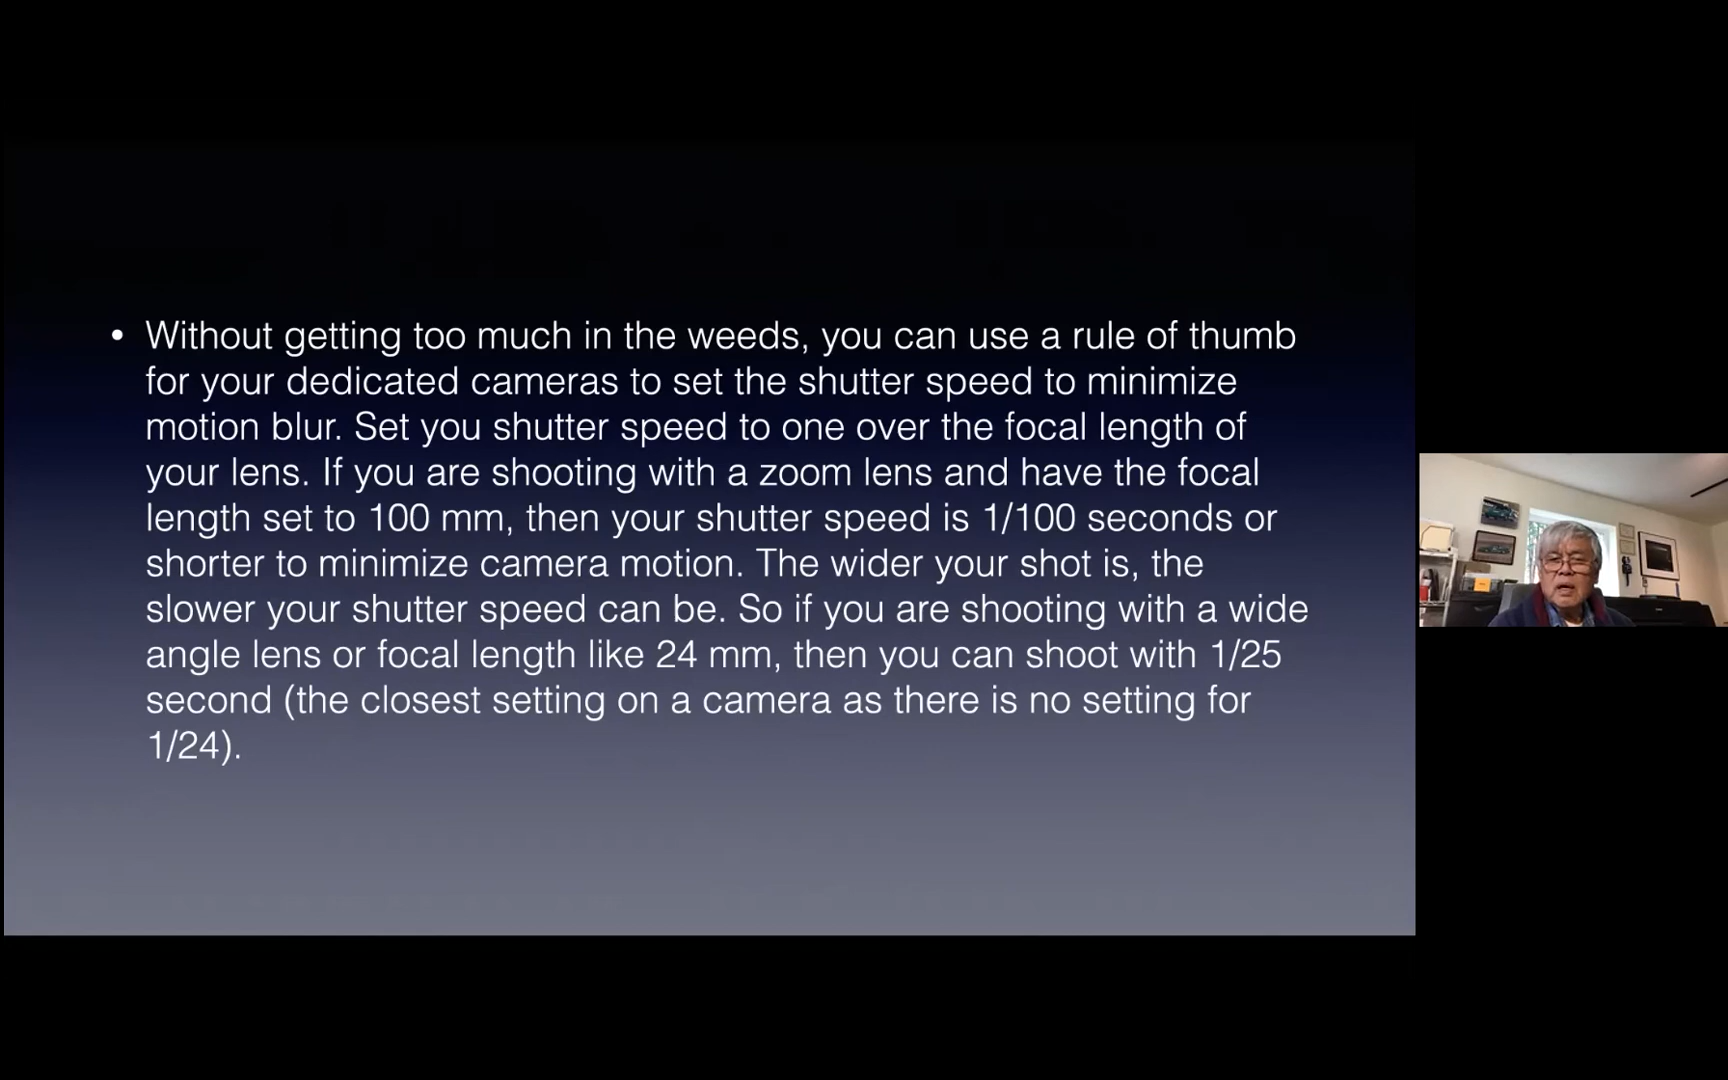 • Without getting too much in the weeds, you can use a rule of thumb
for your dedicated cameras to set the shutter speed to minimize
motion blur. Set you shutter speed to one over the focal length of
your lens. If you are shooting with a zoom lens and have the focal
length set to 100 mm, then your shutter speed is 1/100 seconds or
shorter to minimize camera motion. The wider your shot is, the
slower your shutter speed can be. So if you are shooting with a wide
angle lens or focal length like 24 mm, then you can shoot with 1/25
second (the closest setting on a camera as there is no setting for
1/24).